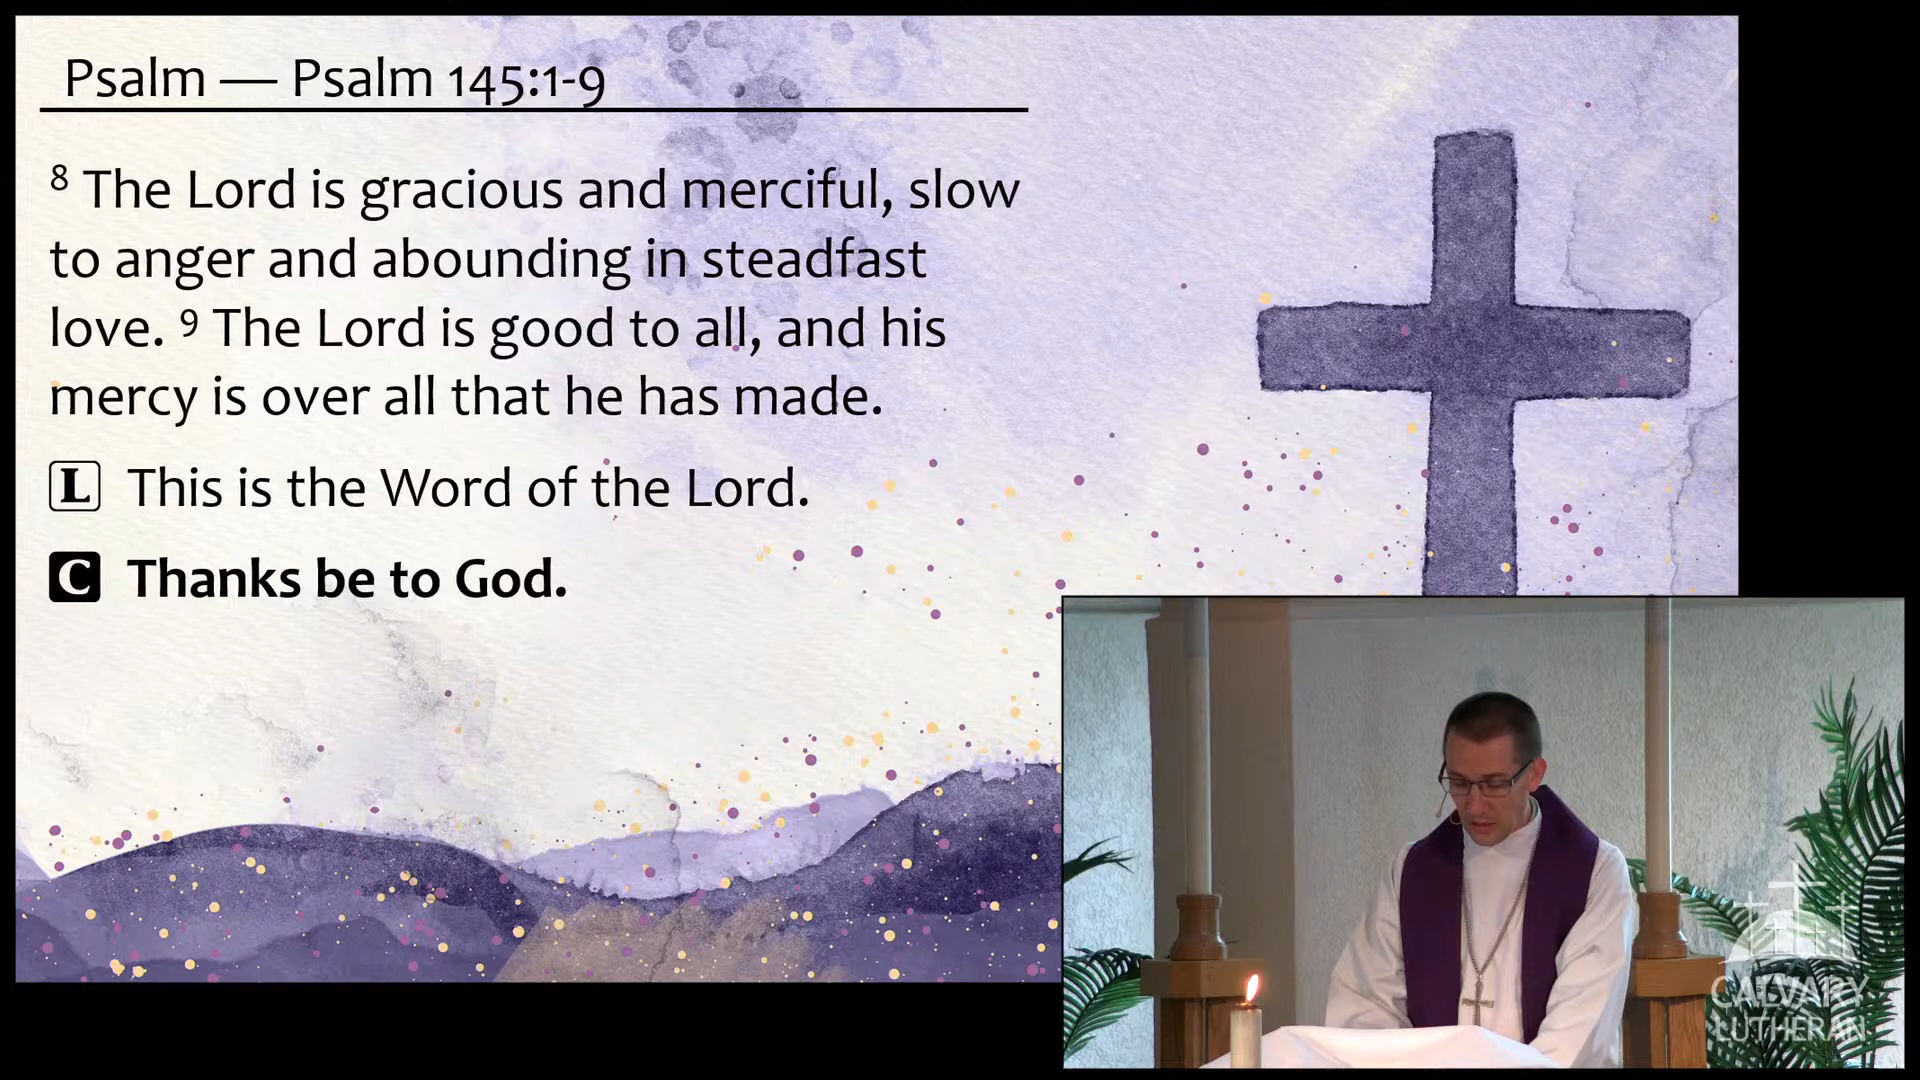 Psalm — Psalm 145:1-9
8 The Lord is gracious and merciful, slow
to anger and abounding in steadfast
love. 9 The Lord is good to all, and his
mercy is over all that he has made.
L This is the Word of the Lord.
C Thanks be to God.
CALVARY
LUTHERAN